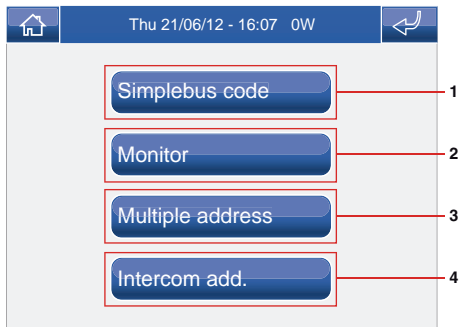 Thu 21/06/12 - 16:07 0W
Simplebus code
1
Monitor
2
Multiple address
3
Intercom add.
4